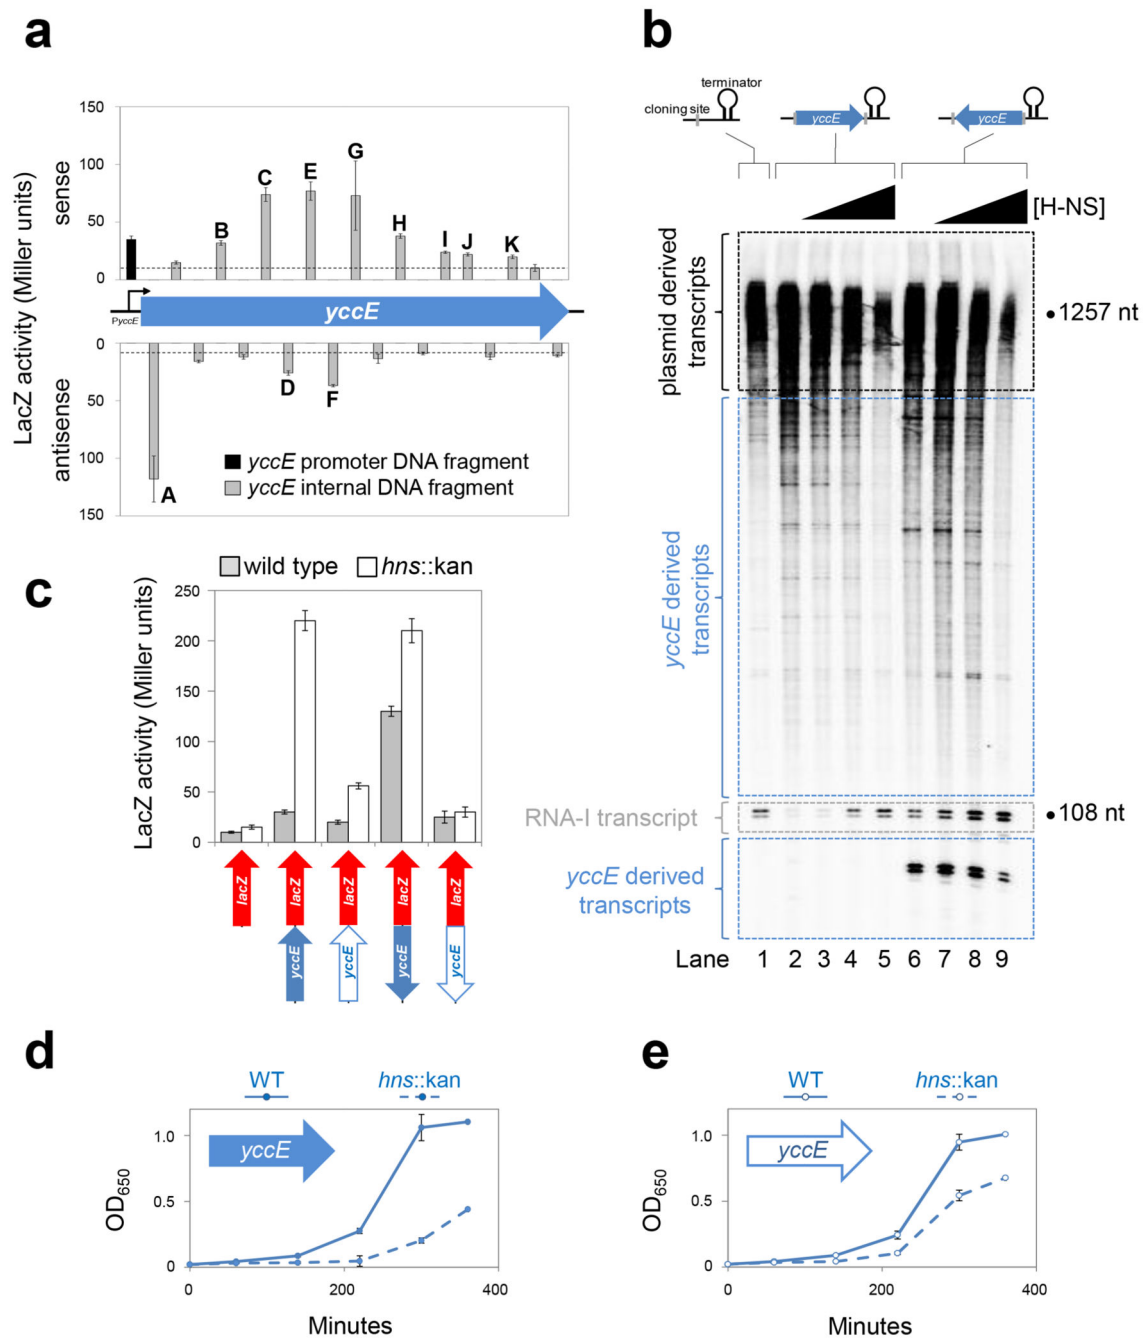 a
150
100
50
0
LacZ activity (Miller units)
sense
antisense
B
C
E
G
H
I
J
K
PyccE
yccE
0
50
100
150
A
D
F
yccE promoter DNA fragment
yccE internal DNA fragment
b
terminator
cloning site
yccE
yccE
[H-NS]
plasmid derived transcripts
1257 nt
yccE derived transcripts
RNA-I transcript
108 nt
yccE derived transcripts
Lane 1 2 3 4 5 6 7 8 9
c
wild type hns::kan
LacZ activity (Miller units)
250
200
150
100
50
0
lacZ lacZ lacZ lacZ lacZ
yccE yccE yccE yccE
d
WT hns::kan
yccE
OD650
1.0
0.5
0
0 200 400
Minutes
e
WT hns::kan
yccE
OD650
1.0
0.5
0
0 200 400
Minutes